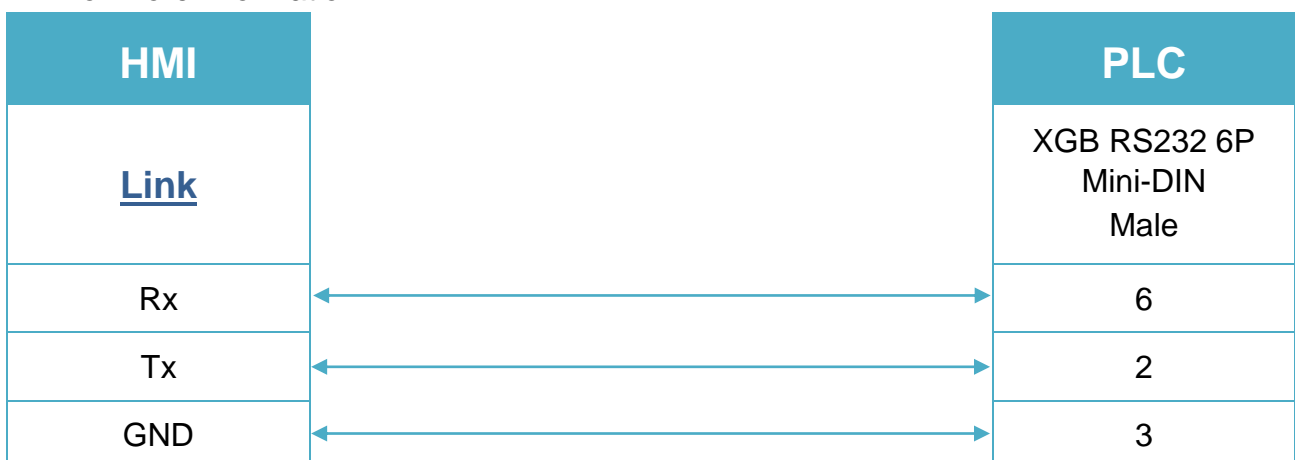 HMI PLC
Link XGB RS232 6P
Mini-DIN
Male
Rx 6
Tx 2
GND 3